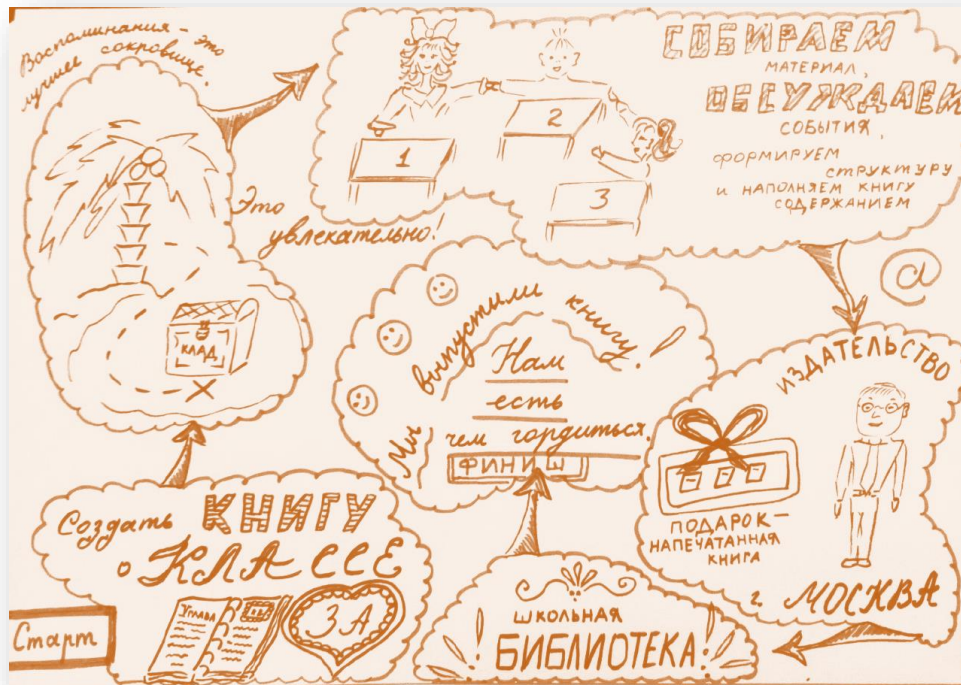 Старт
Создать КНИГУ
о КЛАССЕ
Глава
3 А
Воспоминания - это
лучшее сокровище.
КЛАД
Это
увлекательно!
СОБИРАЕМ
МАТЕРИАЛ,
ОБСУЖДАЕМ
СОБЫТИЯ,
ФОРМИРУЕМ
СТРУКТУРУ
И НАПОЛНЯЕМ КНИГУ
СОДЕРЖАНИЕМ
1
2
3
@
ИЗДАТЕЛЬСТВО
ПОДАРОК —
НАПЕЧАТАННАЯ
КНИГА
г. МОСКВА
ШКОЛЬНАЯ
! БИБЛИОТЕКА !
Мы выпустили книгу!
Нам
есть
чем гордиться.
ФИНИШ